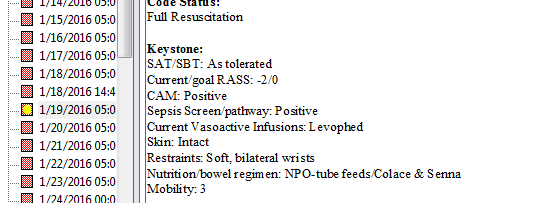 1/14/2016 05:0
1/15/2016 05:0
1/16/2016 05:0
1/17/2016 05:0
1/18/2016 05:0
1/18/2016 14:4
1/19/2016 05:0
1/20/2016 05:0
1/21/2016 05:0
1/22/2016 05:0
1/23/2016 05:0
1/24/2016 00:0
Code Status:
Full Resuscitation
Keystone:
SAT/SBT: As tolerated
Current/goal RASS: -2/0
CAM: Positive
Sepsis Screen/pathway: Positive
Current Vasoactive Infusions: Levophed
Skin: Intact
Restraints: Soft, bilateral wrists
Nutrition/bowel regimen: NPO-tube feeds/Colace & Senna
Mobility: 3